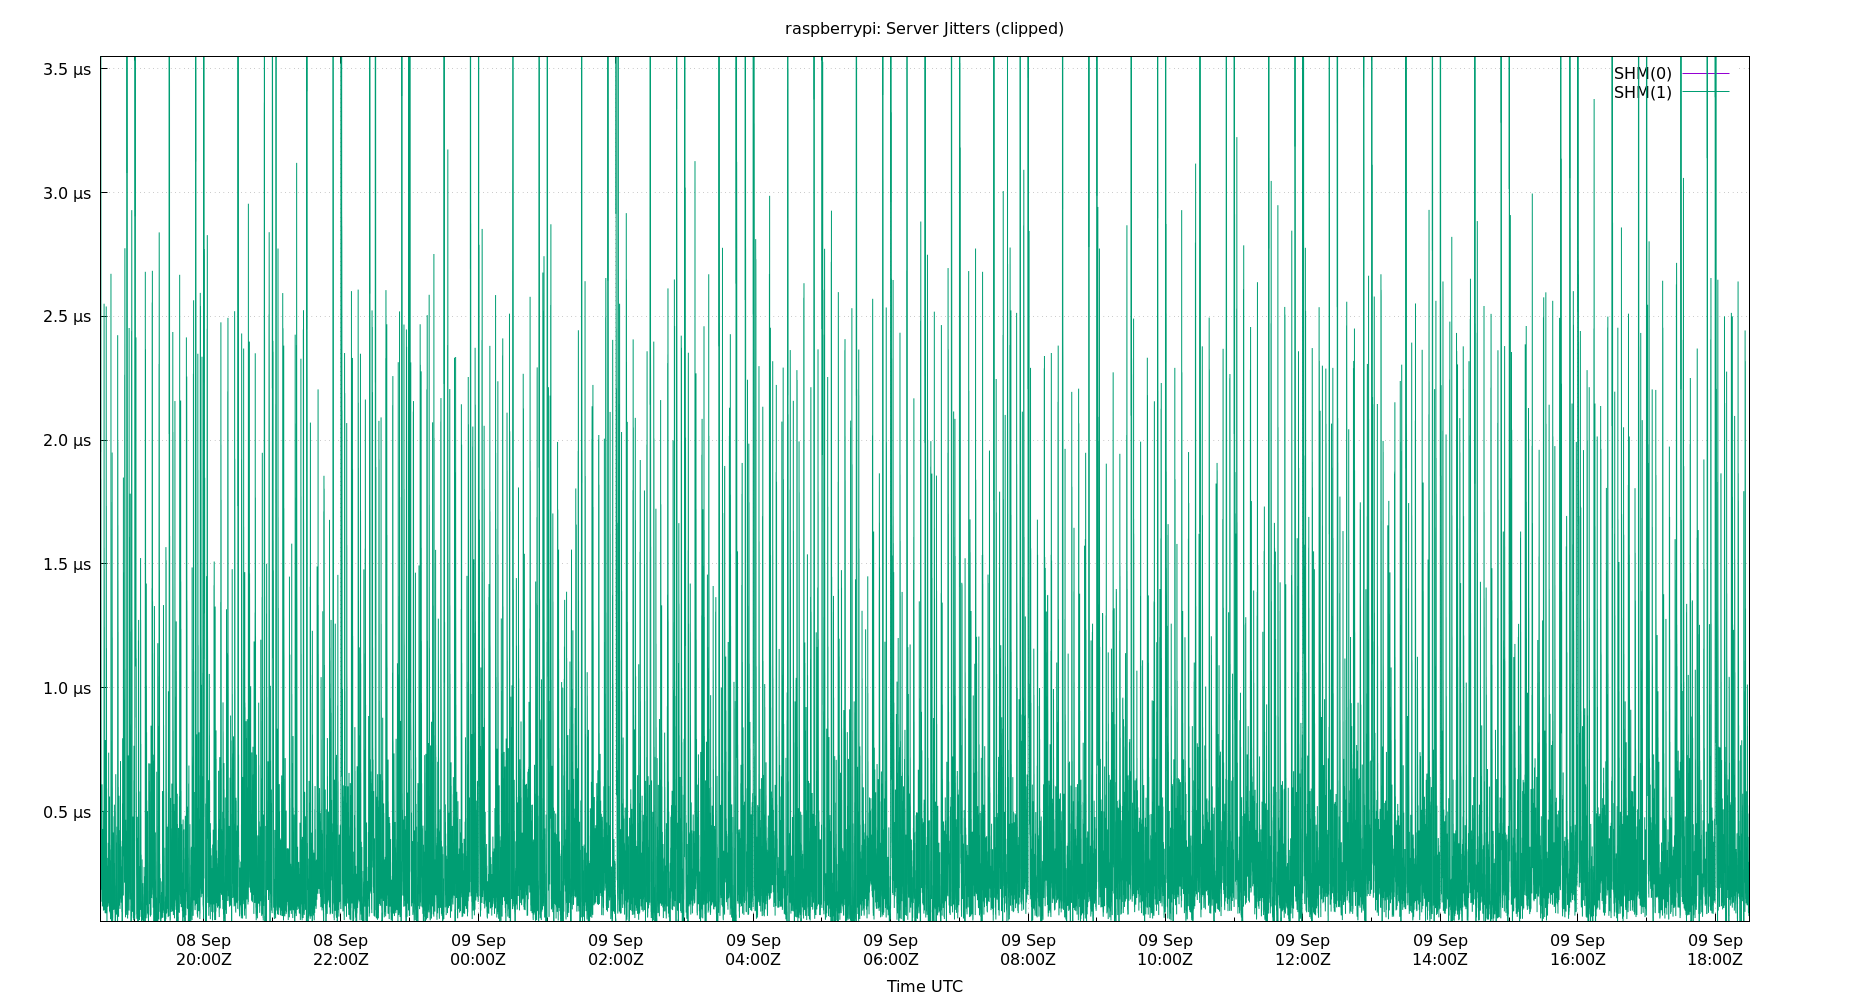 raspberrypi: Server Jitters (clipped)
3.5 µs
3.0 µs
2.5 µs
2.0 µs
1.5 µs
1.0 µs
0.5 µs
SHM(0)
SHM(1)
08 Sep
20:00Z
08 Sep
22:00Z
09 Sep
00:00Z
09 Sep
02:00Z
09 Sep
04:00Z
09 Sep
06:00Z
09 Sep
08:00Z
09 Sep
10:00Z
09 Sep
12:00Z
09 Sep
14:00Z
09 Sep
16:00Z
09 Sep
18:00Z
Time UTC